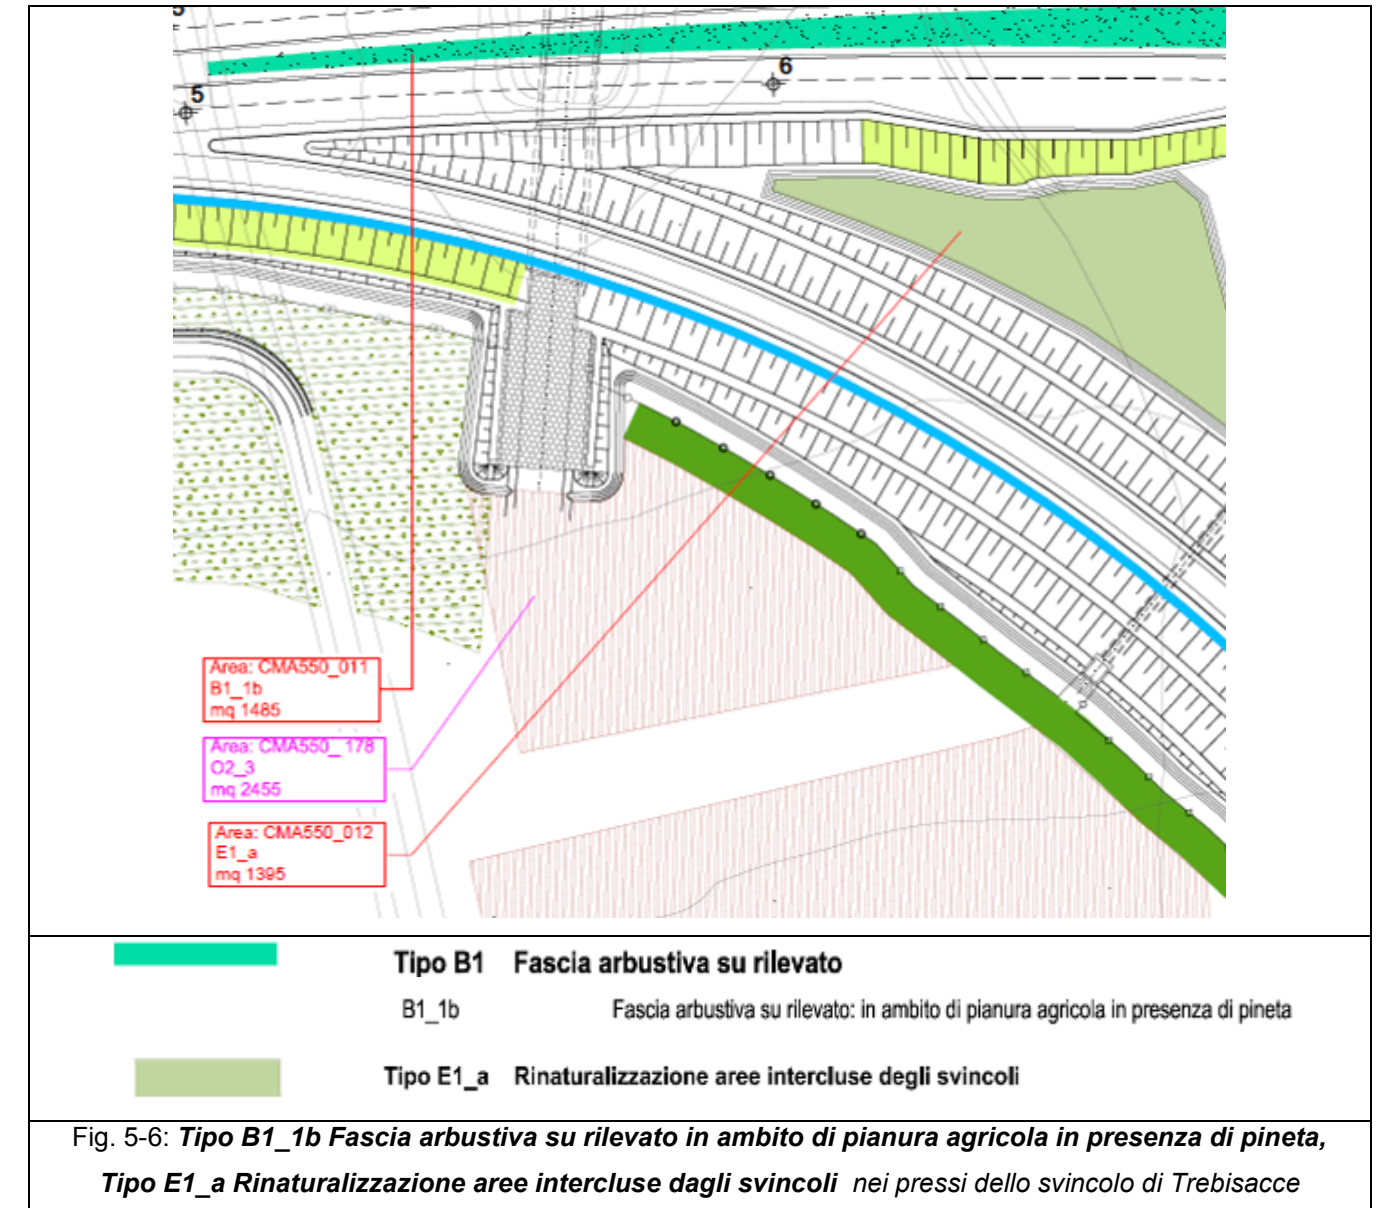 5
6
5
Area: CMA550_011
B1_1b
mq 1485
Area: CMA550_ 178
O2_3
mq 2455
Area: CMA550_012
E1_a
mq 1395
Tipo B1 Fascia arbustiva su rilevato
B1_1b Fascia arbustiva su rilevato: in ambito di pianura agricola in presenza di pineta
Tipo E1_a Rinaturalizzazione aree intercluse degli svincoli
Fig. 5-6: Tipo B1_1b Fascia arbustiva su rilevato in ambito di pianura agricola in presenza di pineta,
Tipo E1_a Rinaturalizzazione aree intercluse dagli svincoli nei pressi dello svincolo di Trebisacce